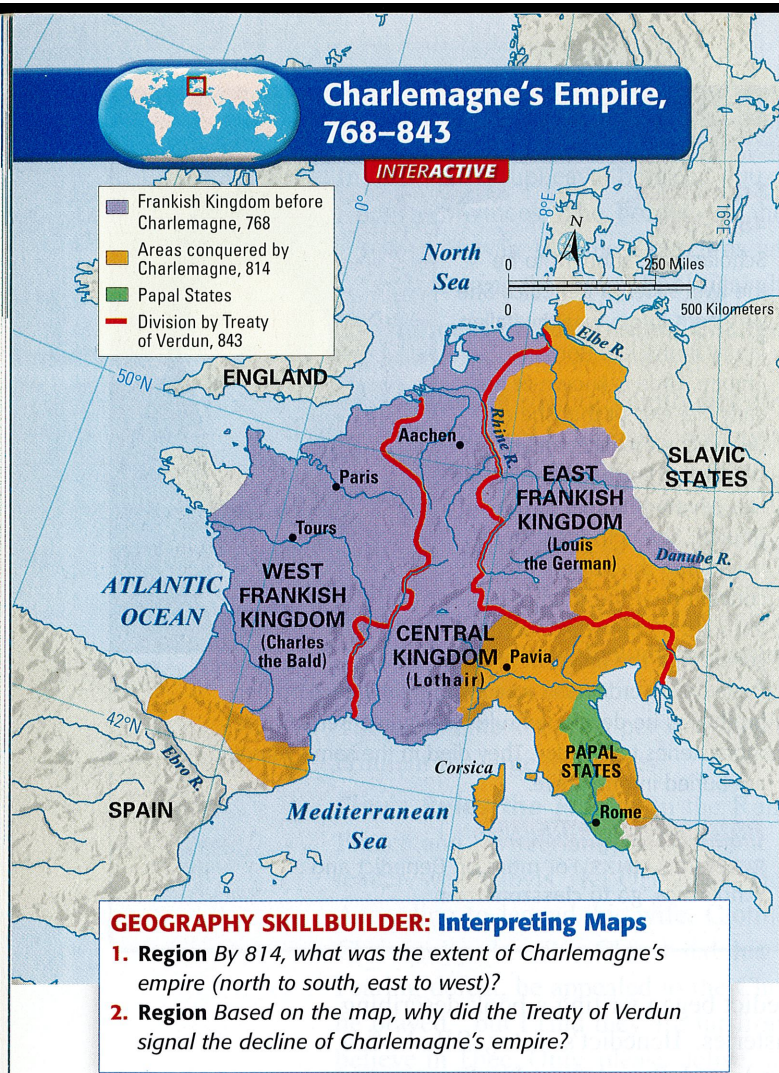 Charlemagne's Empire,
768–843
INTERACTIVE
Frankish Kingdom before
Charlemagne, 768
Areas conquered by
Charlemagne, 814
Papal States
Division by Treaty
of Verdun, 843
0°
8°E
16°E
N
North
Sea
0 250 Miles
0 500 Kilometers
Elbe R.
50°N
ENGLAND
Rhine R.
Aachen
SLAVIC
STATES
Paris
EAST
FRANKISH
KINGDOM
(Louis
the German)
Tours
Danube R.
ATLANTIC
OCEAN
WEST
FRANKISH
KINGDOM
(Charles
the Bald)
CENTRAL
KINGDOM
(Lothair)
Pavia
42°N
Ebro R.
Corsica
PAPAL
STATES
SPAIN
Mediterranean
Sea
Rome
GEOGRAPHY SKILLBUILDER: Interpreting Maps
1. Region By 814, what was the extent of Charlemagne's
empire (north to south, east to west)?
2. Region Based on the map, why did the Treaty of Verdun
signal the decline of Charlemagne's empire?